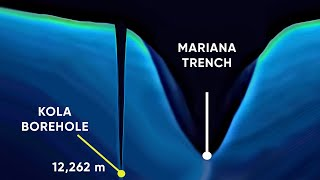 MARIANA
TRENCH
KOLA
BOREHOLE
12,262 m